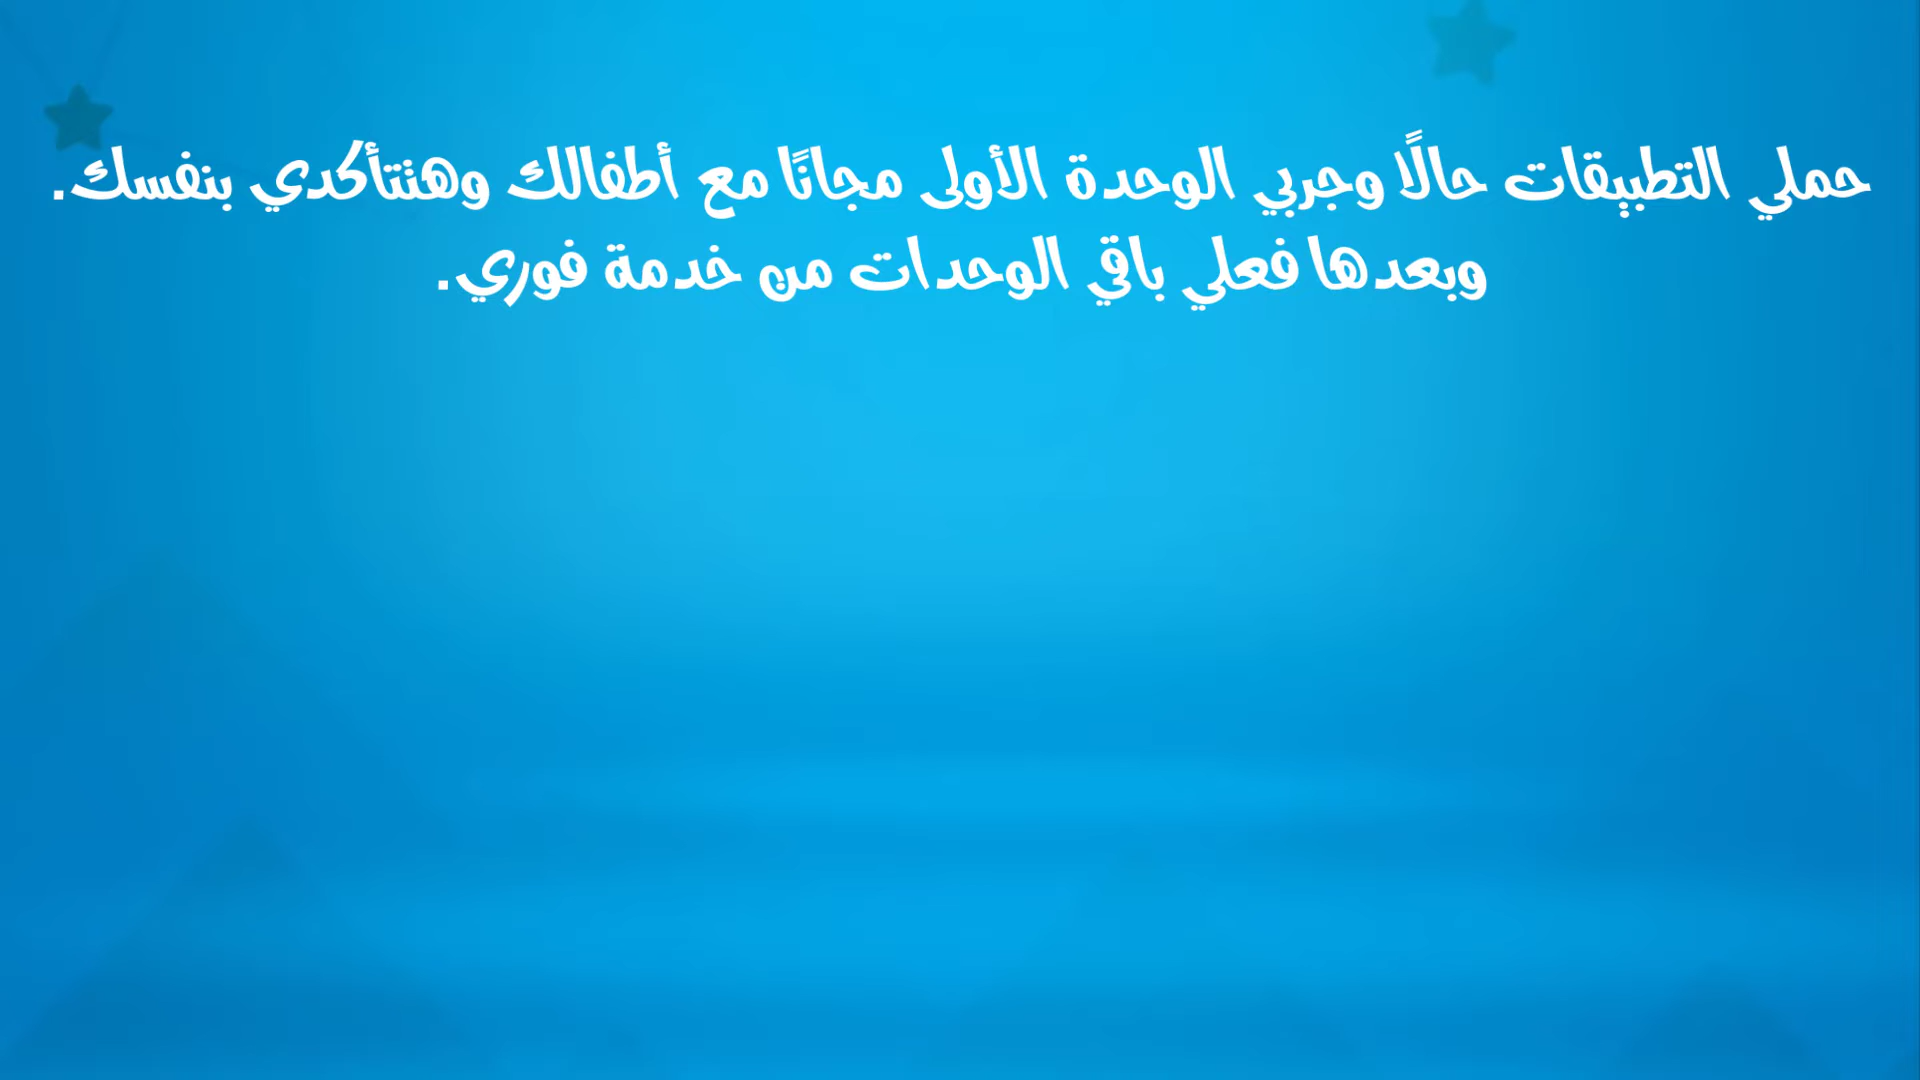 حملي التطبيقات حالًا وجربي الوحدة الأولى مجانًا مع أطفالك وهتتأكدي بنفسك.
وبعدها فعلي باقي الوحدات من خدمة فوري.